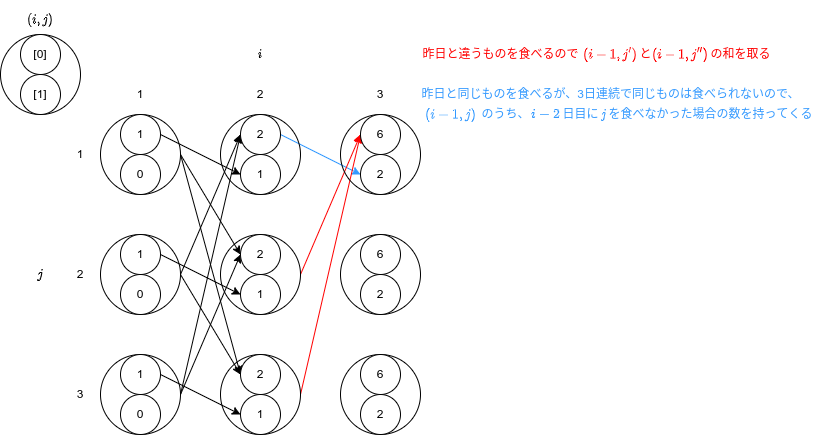 (i, j)
[0]
[1]
i
昨日と違うものを食べるので (i − 1, j′) と(i − 1, j″) の和を取る
1 2 3
昨日と同じものを食べるが、3日連続で同じものは食べられないので、
(i − 1, j) のうち、i − 2 日目に j を食べなかった場合の数を持ってくる
1 2 6
1
0 1 2
1 2 6
j 2
0 1 2
1 2 6
3
0 1 2